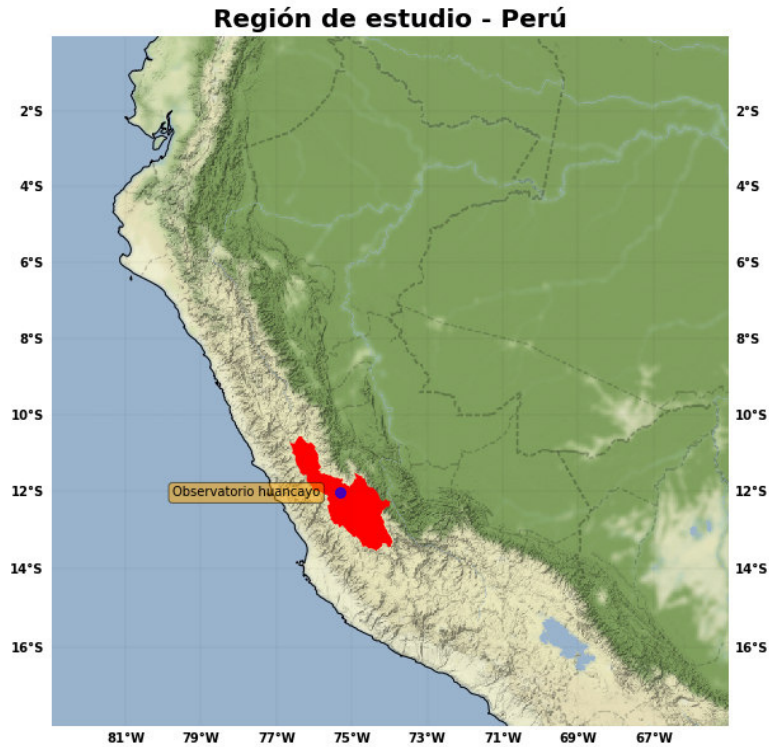 Región de estudio - Perú
2°S 2°S
4°S 4°S
6°S 6°S
8°S 8°S
10°S 10°S
Observatorio huancayo
12°S 12°S
14°S 14°S
16°S 16°S
81°W 79°W 77°W 75°W 73°W 71°W 69°W 67°W